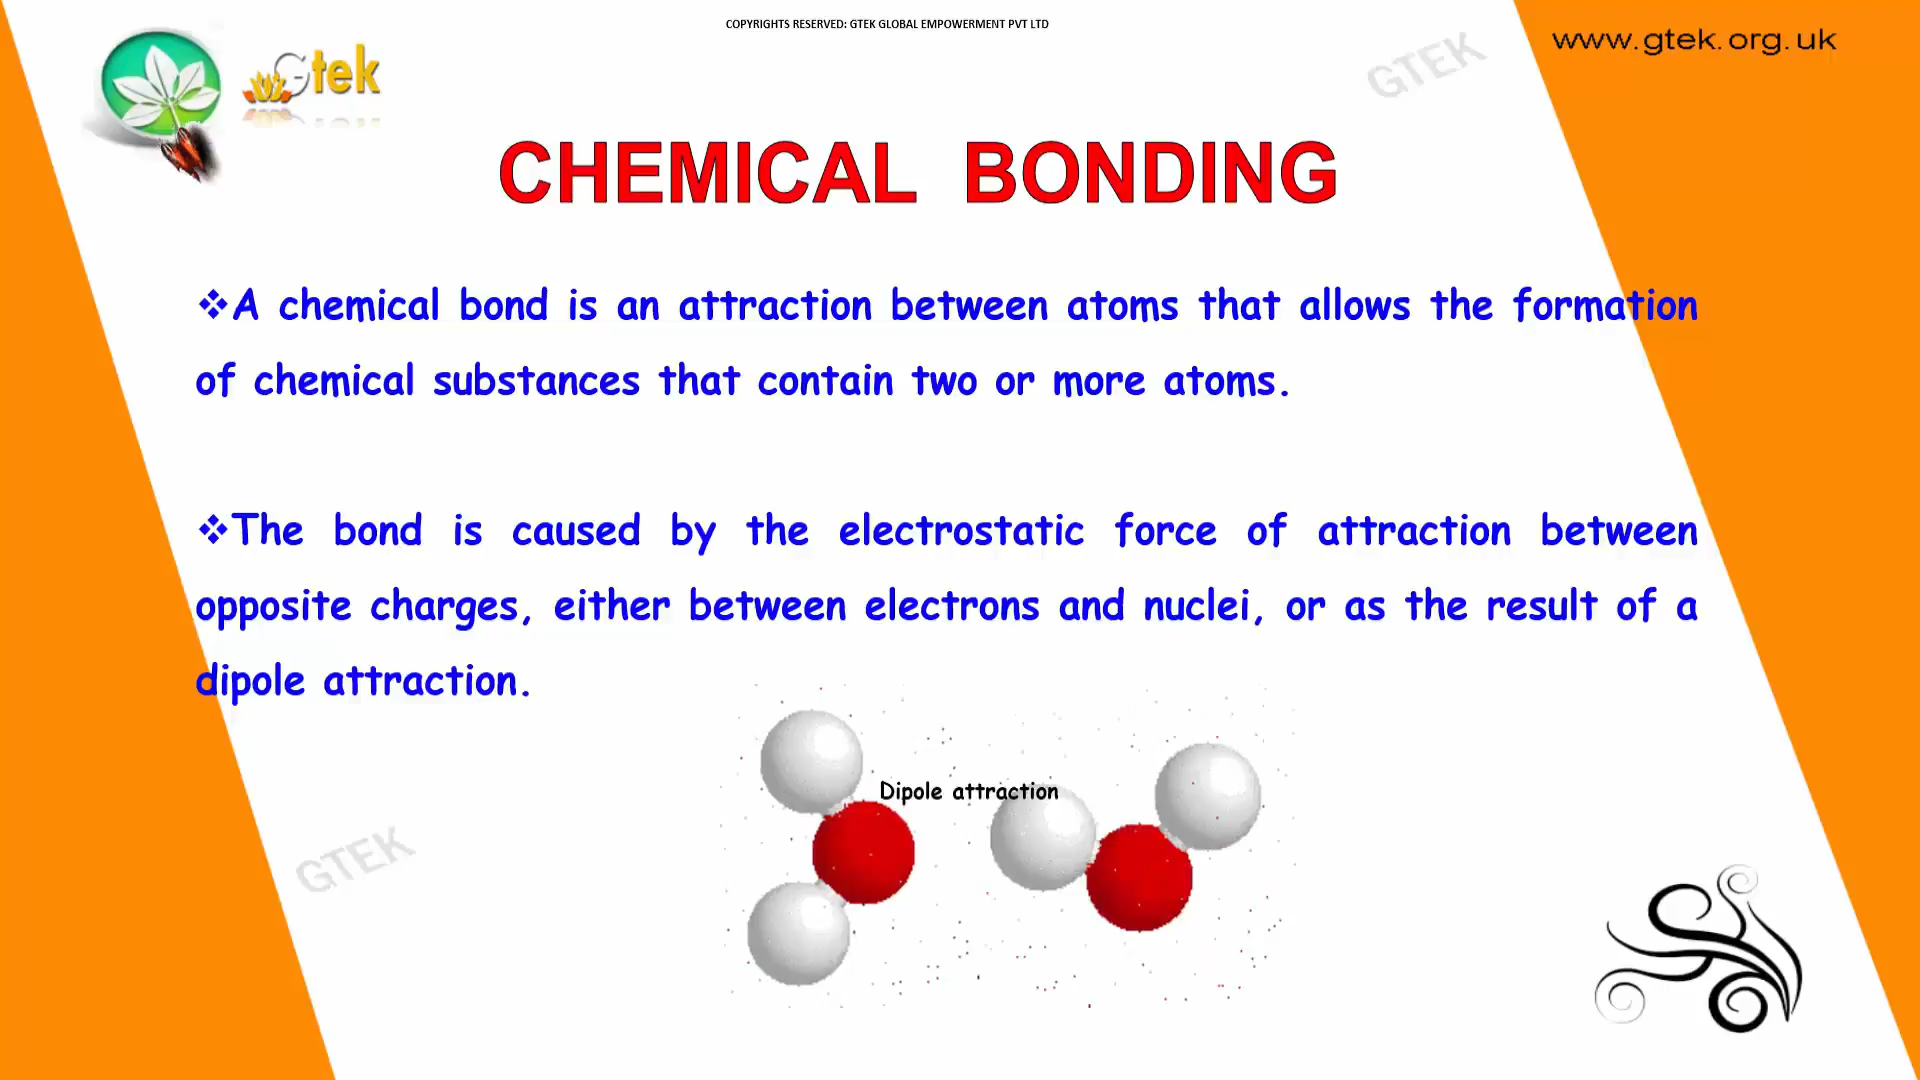 COPYRIGHTS RESERVED: GTEK GLOBAL EMPOWERMENT PVT LTD
www.gtek.org.uk
Gtek
GTEK
CHEMICAL BONDING
❖A chemical bond is an attraction between atoms that allows the formation
of chemical substances that contain two or more atoms.
❖The bond is caused by the electrostatic force of attraction between
opposite charges, either between electrons and nuclei, or as the result of a
dipole attraction.
Dipole attraction
GTEK